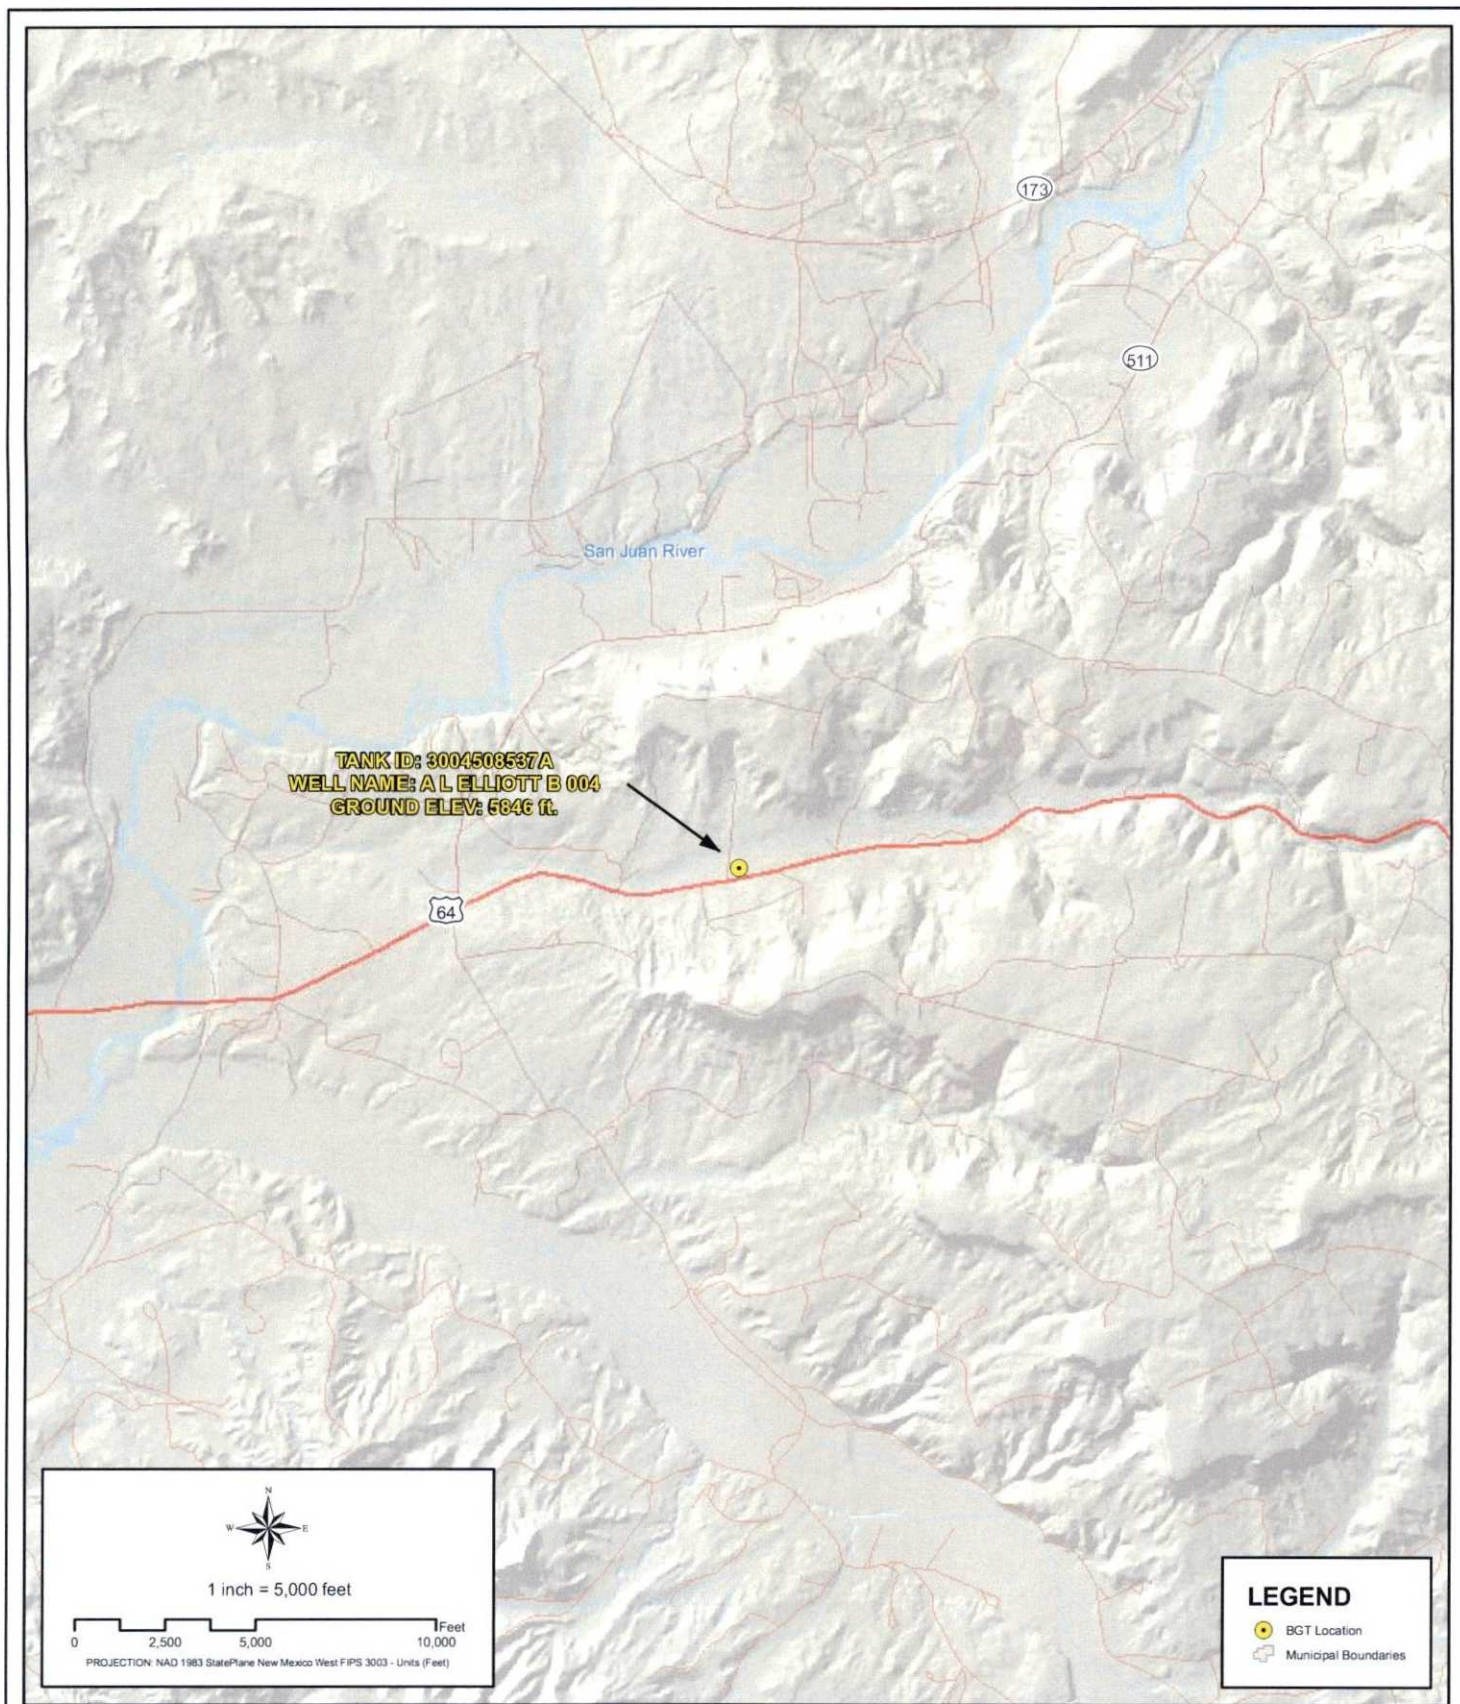 173
511
San Juan River
TANK ID: 3004508537A
WELL NAME: A L ELLIOTT B 004
GROUND ELEV: 5846 ft.
64
N
W E
S
1 inch = 5,000 feet
Feet
0 2,500 5,000 10,000
PROJECTION: NAD 1983 StatePlane New Mexico West FIPS 3003 - Units (Feet)
LEGEND
BGT Location
Municipal Boundaries